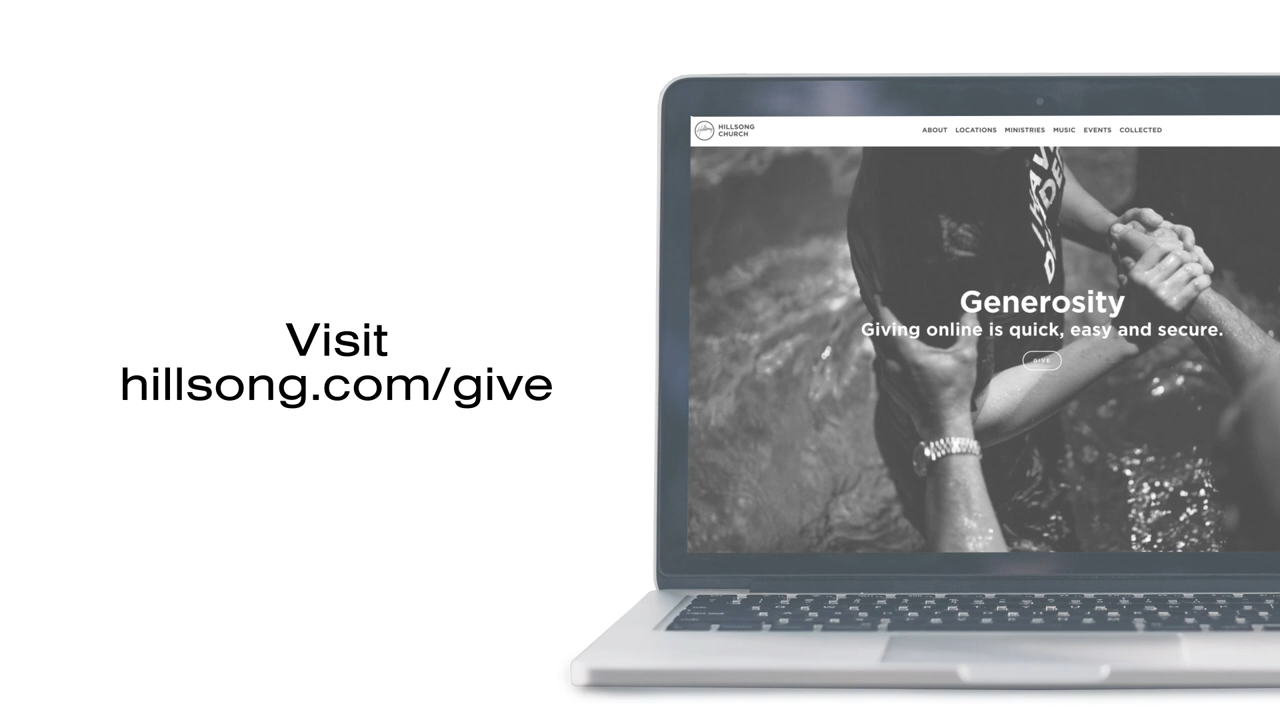 Visit
hillsong.com/give
HILLSONG
CHURCH
ABOUT LOCATIONS MINISTRIES MUSIC EVENTS COLLECTED
Generosity
Giving online is quick, easy and secure.
GIVE